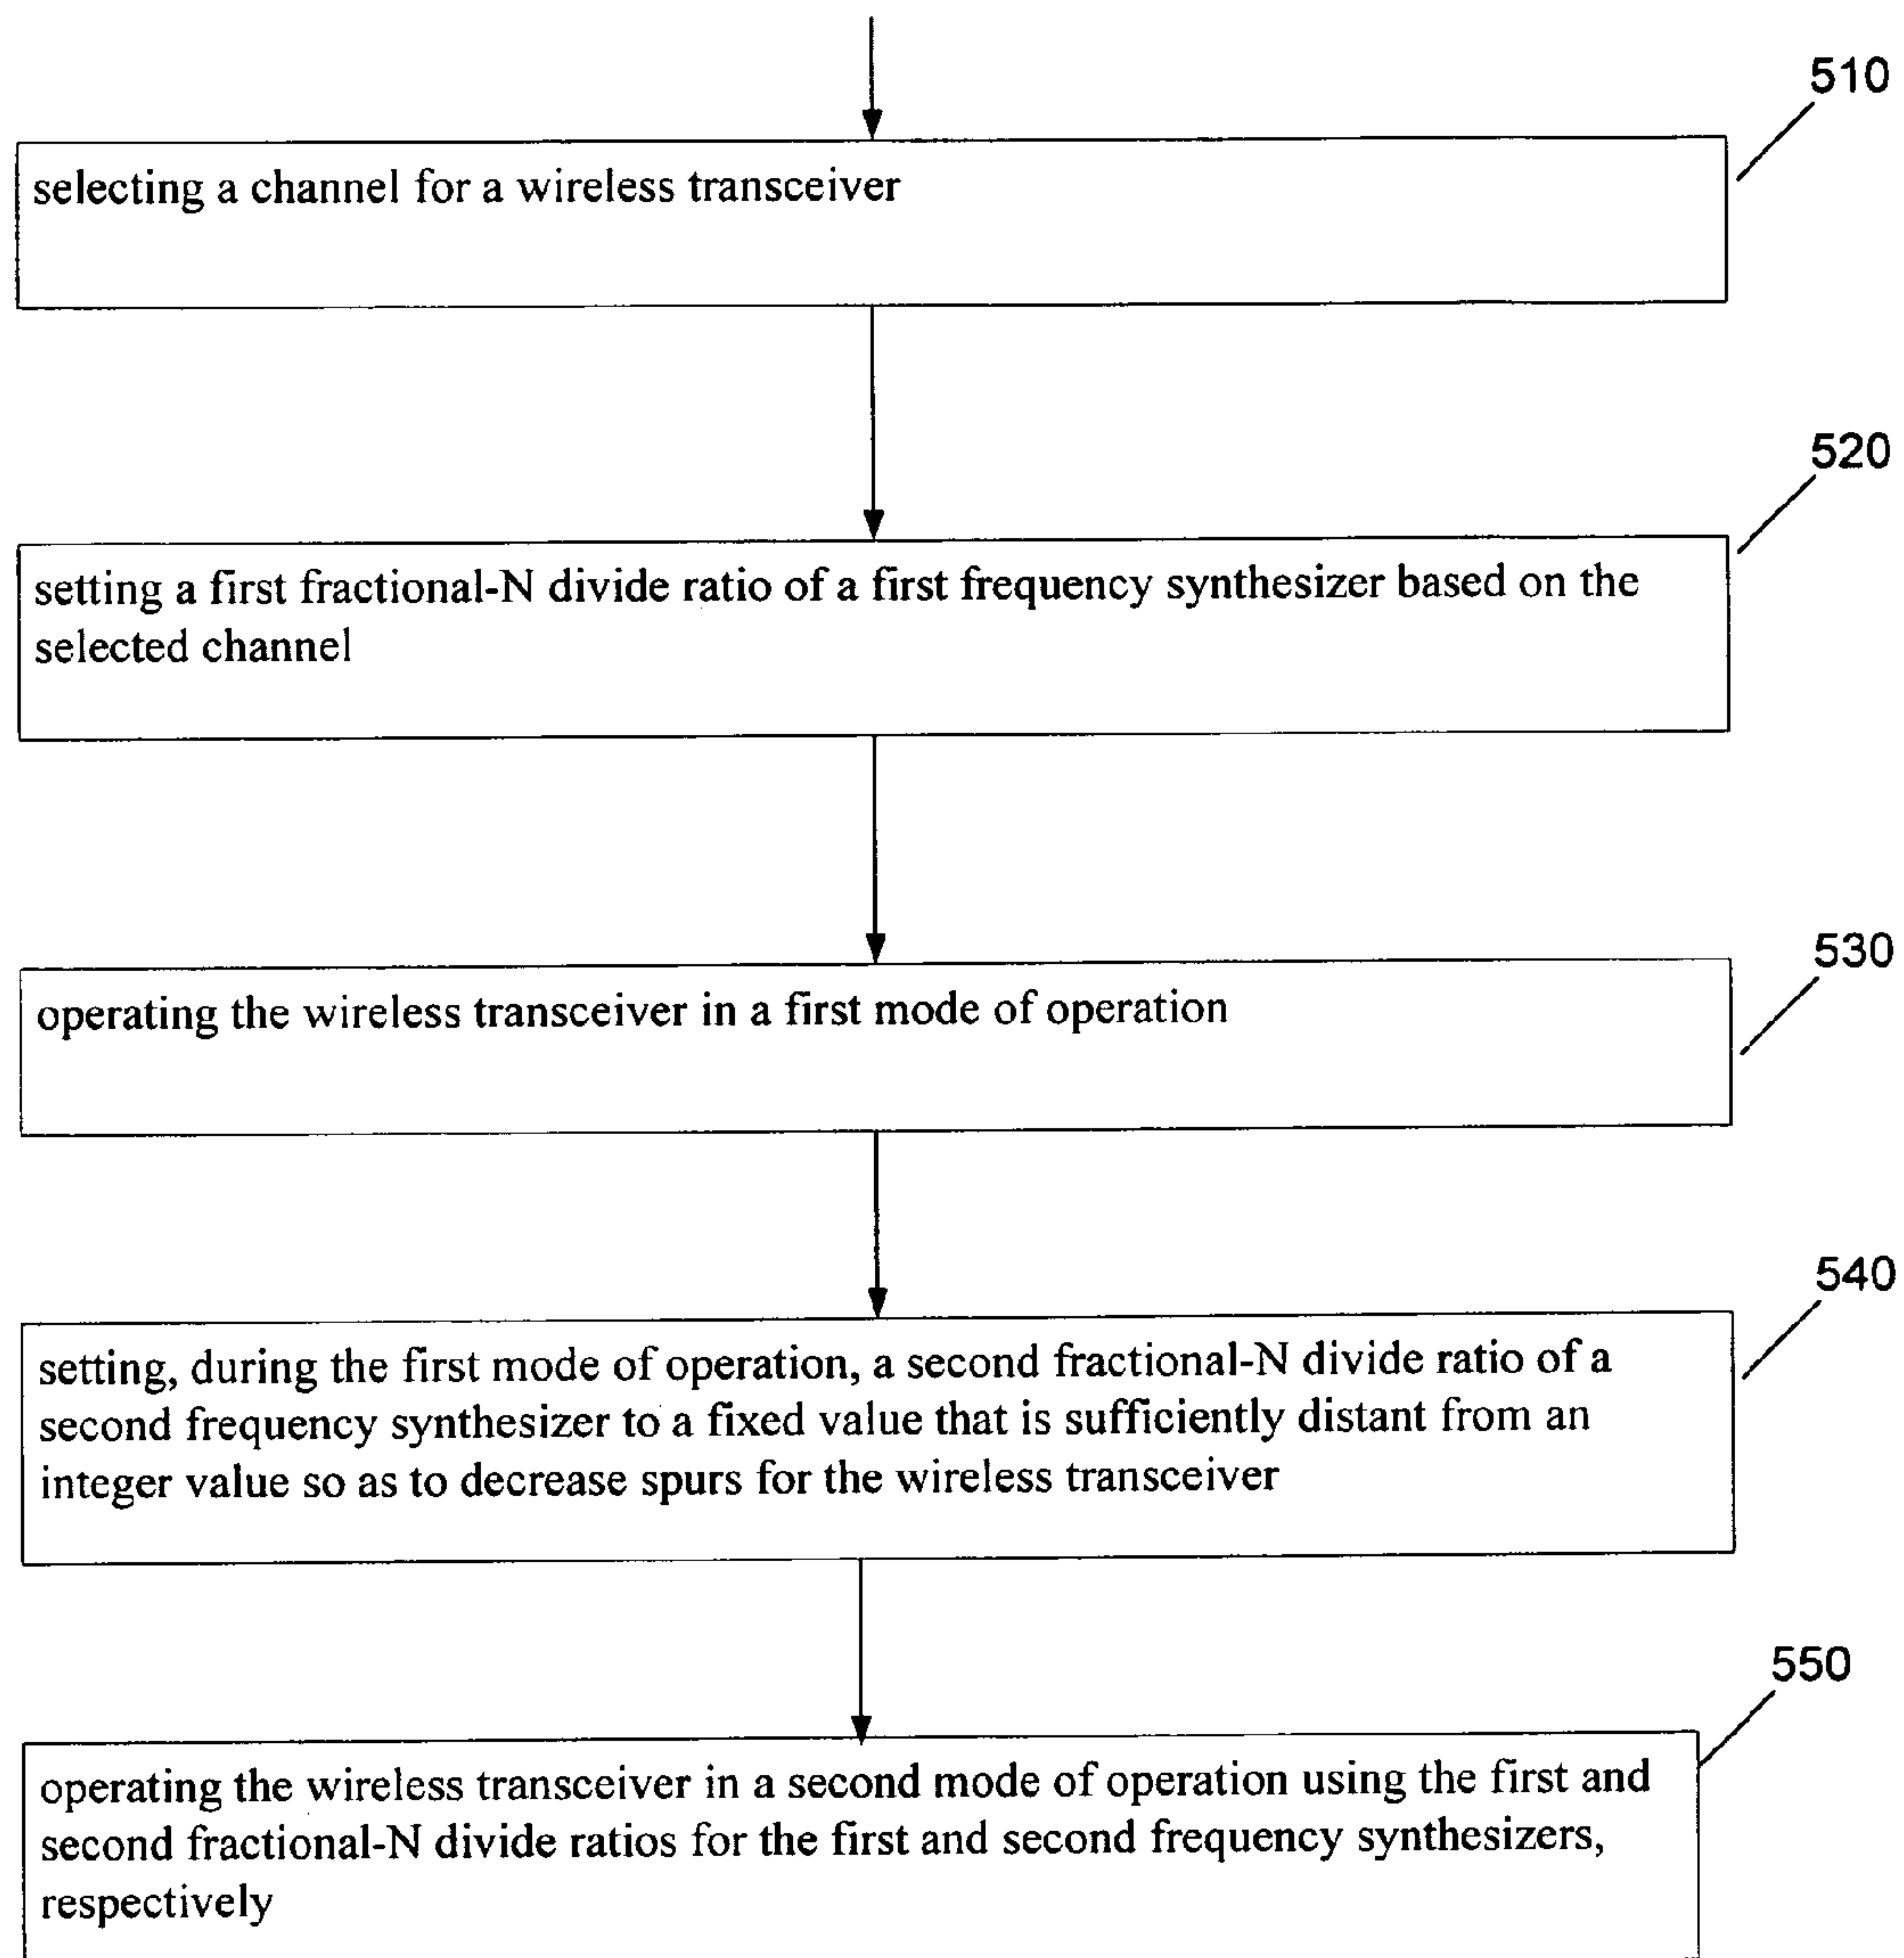 510
selecting a channel for a wireless transceiver
520
setting a first fractional-N divide ratio of a first frequency synthesizer based on the
selected channel
530
operating the wireless transceiver in a first mode of operation
540
setting, during the first mode of operation, a second fractional-N divide ratio of a
second frequency synthesizer to a fixed value that is sufficiently distant from an
integer value so as to decrease spurs for the wireless transceiver
550
operating the wireless transceiver in a second mode of operation using the first and
second fractional-N divide ratios for the first and second frequency synthesizers,
respectively